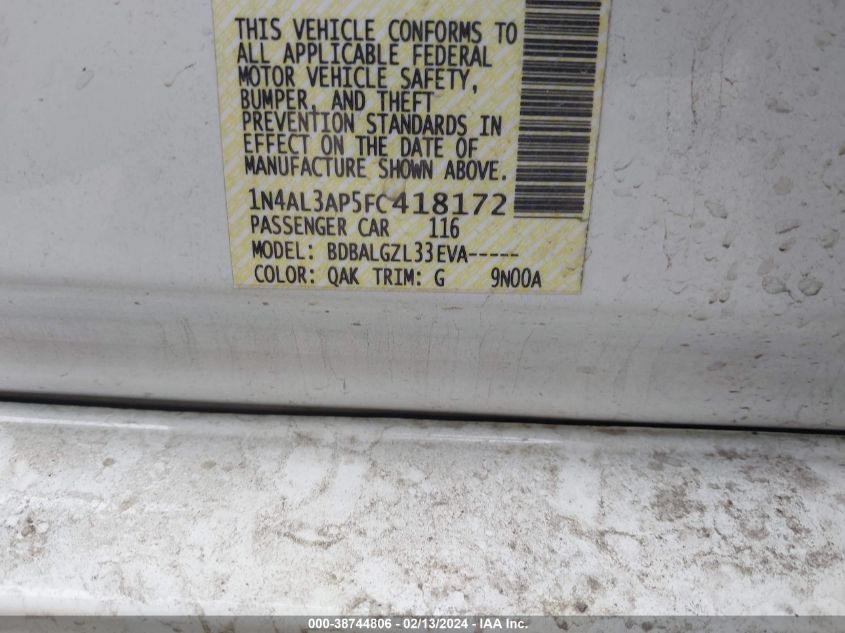 THIS VEHICLE CONFORMS TO
ALL APPLICABLE FEDERAL
MOTOR VEHICLE SAFETY,
BUMPER, AND THEFT
PREVENTION STANDARDS IN
EFFECT ON THE DATE OF
MANUFACTURE SHOWN ABOVE.
1N4AL3AP5FC418172
PASSENGER CAR 116
MODEL: BDBALGZL33EVA-----
COLOR: QAK TRIM: G 9N00A
000-38744806 - 02/13/2024 - IAA Inc.